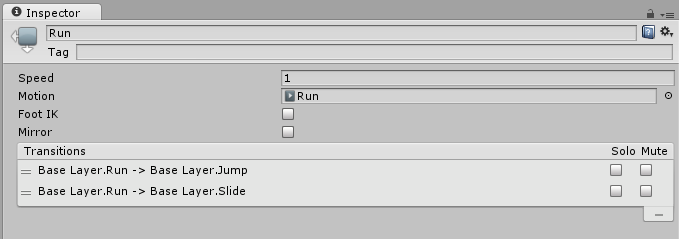 Inspector
Run
Tag
Speed 1
Motion Run
Foot IK
Mirror
Transitions Solo Mute
Base Layer.Run -> Base Layer.Jump
Base Layer.Run -> Base Layer.Slide